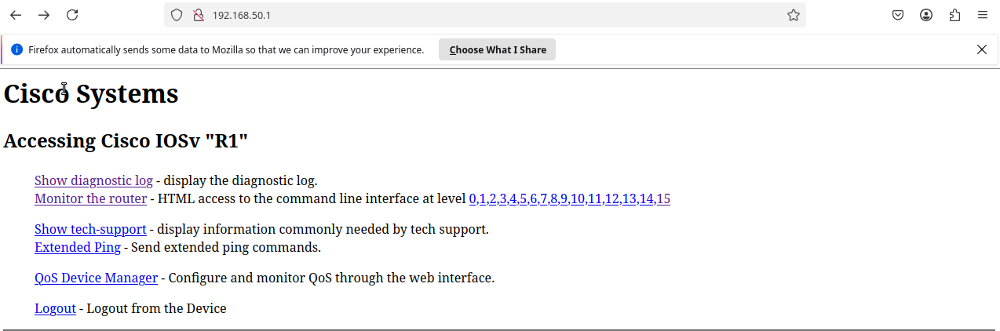 192.168.50.1
Firefox automatically sends some data to Mozilla so that we can improve your experience. Choose What I Share
Cisco Systems
Accessing Cisco IOSv "R1"
Show diagnostic log - display the diagnostic log.
Monitor the router - HTML access to the command line interface at level 0,1,2,3,4,5,6,7,8,9,10,11,12,13,14,15
Show tech-support - display information commonly needed by tech support.
Extended Ping - Send extended ping commands.
QoS Device Manager - Configure and monitor QoS through the web interface.
Logout - Logout from the Device